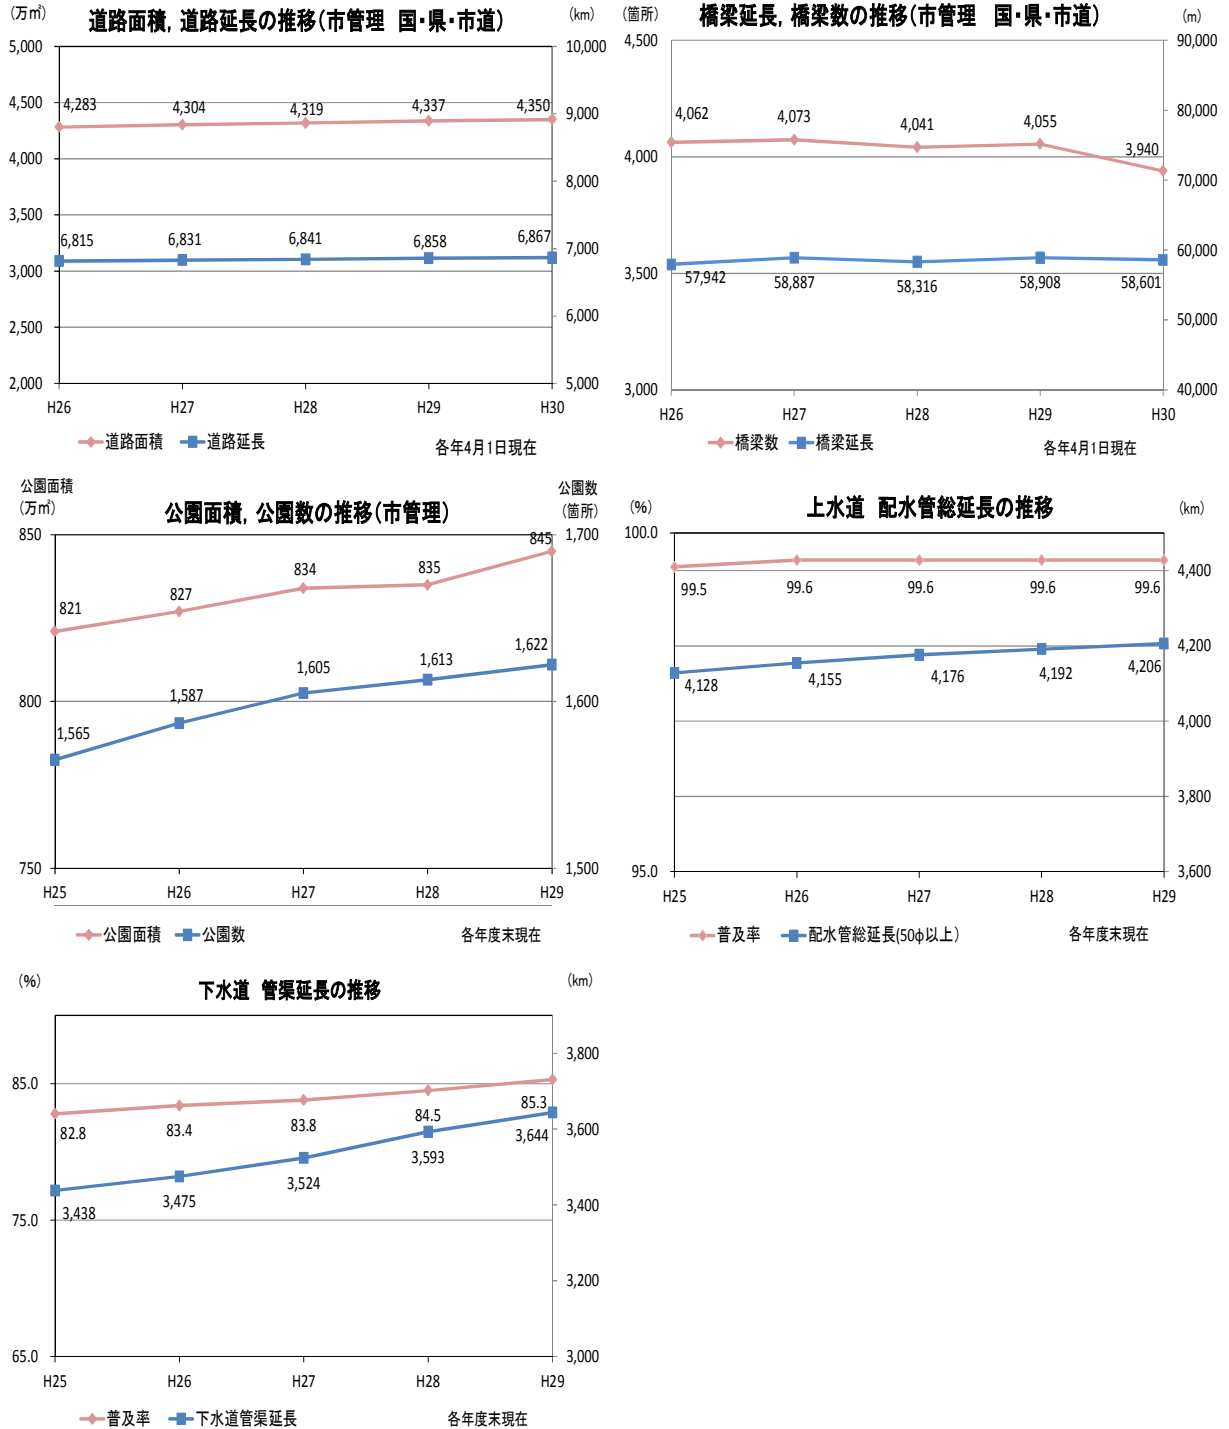 道路面積, 道路延長の推移(市管理　国・県・市道)
(万㎡)
(km)
5,000
4,500
4,000
3,500
3,000
2,500
2,000
10,000
9,000
8,000
7,000
6,000
5,000
4,283
4,304
4,319
4,337
4,350
6,815
6,831
6,841
6,858
6,867
H26
H27
H28
H29
H30
道路面積
道路延長
各年4月1日現在
橋梁延長, 橋梁数の推移(市管理　国・県・市道)
(箇所)
(m)
4,500
4,000
3,500
3,000
90,000
80,000
70,000
60,000
50,000
40,000
4,062
4,073
4,041
4,055
3,940
57,942
58,887
58,316
58,908
58,601
H26
H27
H28
H29
H30
橋梁数
橋梁延長
各年4月1日現在
公園面積
(万㎡)
公園面積, 公園数の推移(市管理)
公園数
(箇所)
850
800
750
1,700
1,600
1,500
821
827
834
835
845
1,565
1,587
1,605
1,613
1,622
H25
H26
H27
H28
H29
公園面積
公園数
各年度末現在
上水道　配水管総延長の推移
(%)
(km)
100.0
95.0
4,400
4,200
4,000
3,800
3,600
99.5
99.6
99.6
99.6
99.6
4,128
4,155
4,176
4,192
4,206
H25
H26
H27
H28
H29
普及率
配水管総延長(50φ以上)
各年度末現在
下水道　管渠延長の推移
(%)
(km)
85.0
75.0
65.0
3,800
3,600
3,400
3,200
3,000
82.8
83.4
83.8
84.5
85.3
3,438
3,475
3,524
3,593
3,644
H25
H26
H27
H28
H29
普及率
下水道管渠延長
各年度末現在